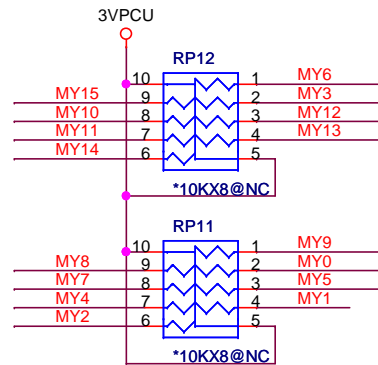 3VPCU
RP12
10 1 MY6
MY15 9 2 MY3
MY10 8 3 MY12
MY11 7 4 MY13
MY14 6 5
*10KX8@NC
RP11
10 1 MY9
MY8 9 2 MY0
MY7 8 3 MY5
MY4 7 4 MY1
MY2 6 5
*10KX8@NC